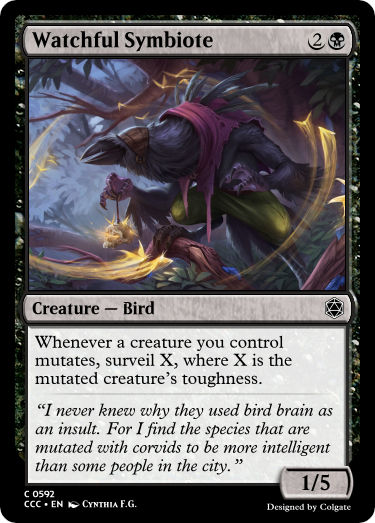 Watchful Symbiote 2
Creature — Bird
Whenever a creature you control
mutates, surveil X, where X is the
mutated creature's toughness.
“I never knew why they used bird brain as
an insult. For I find the species that are
mutated with corvids to be more intelligent
than some people in the city.”
1/5
C 0592
CCC • EN CYNTHIA F.G.
Designed by Colgate